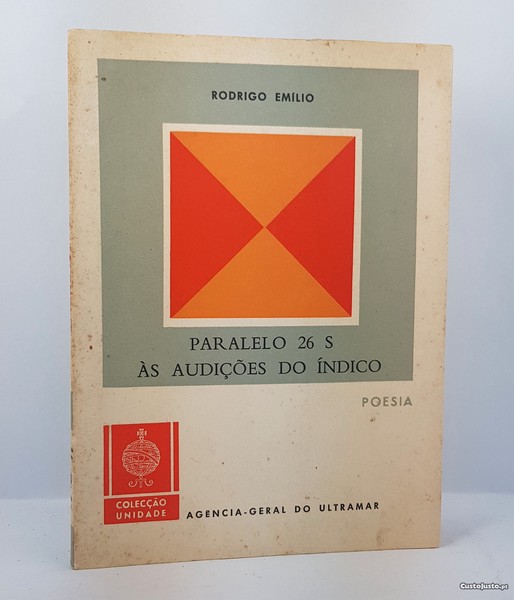 RODRIGO EMÍLIO
PARALELO 26 S
ÀS AUDIÇÕES DO ÍNDICO
POESIA
COLECÇÃO
UNIDADE
AGENCIA-GERAL DO ULTRAMAR
CustoJusto.pt